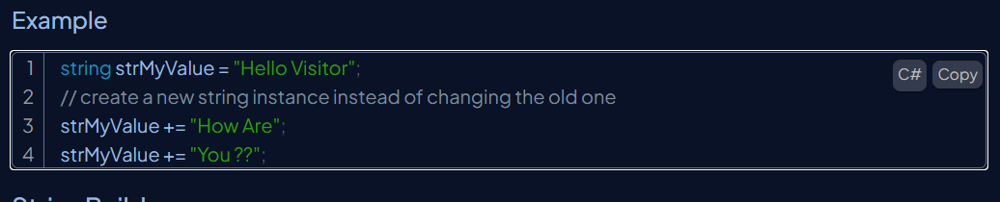 Example
1 string strMyValue = "Hello Visitor";
C# Copy
2 // create a new string instance instead of changing the old one
3 strMyValue += "How Are";
4 strMyValue += "You ??";